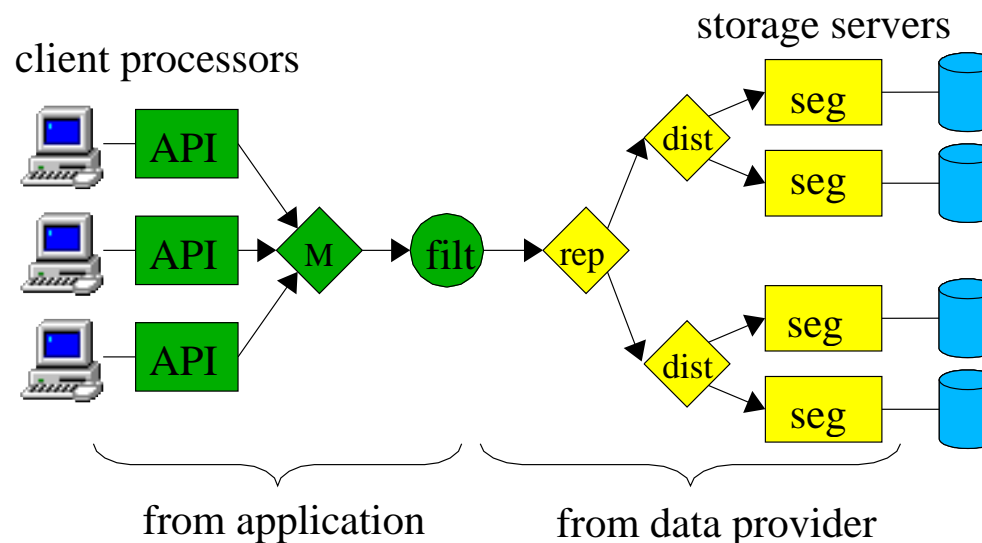 storage servers
client processors
API
API
API
M
filt
rep
dist
dist
seg
seg
seg
seg
from application
from data provider